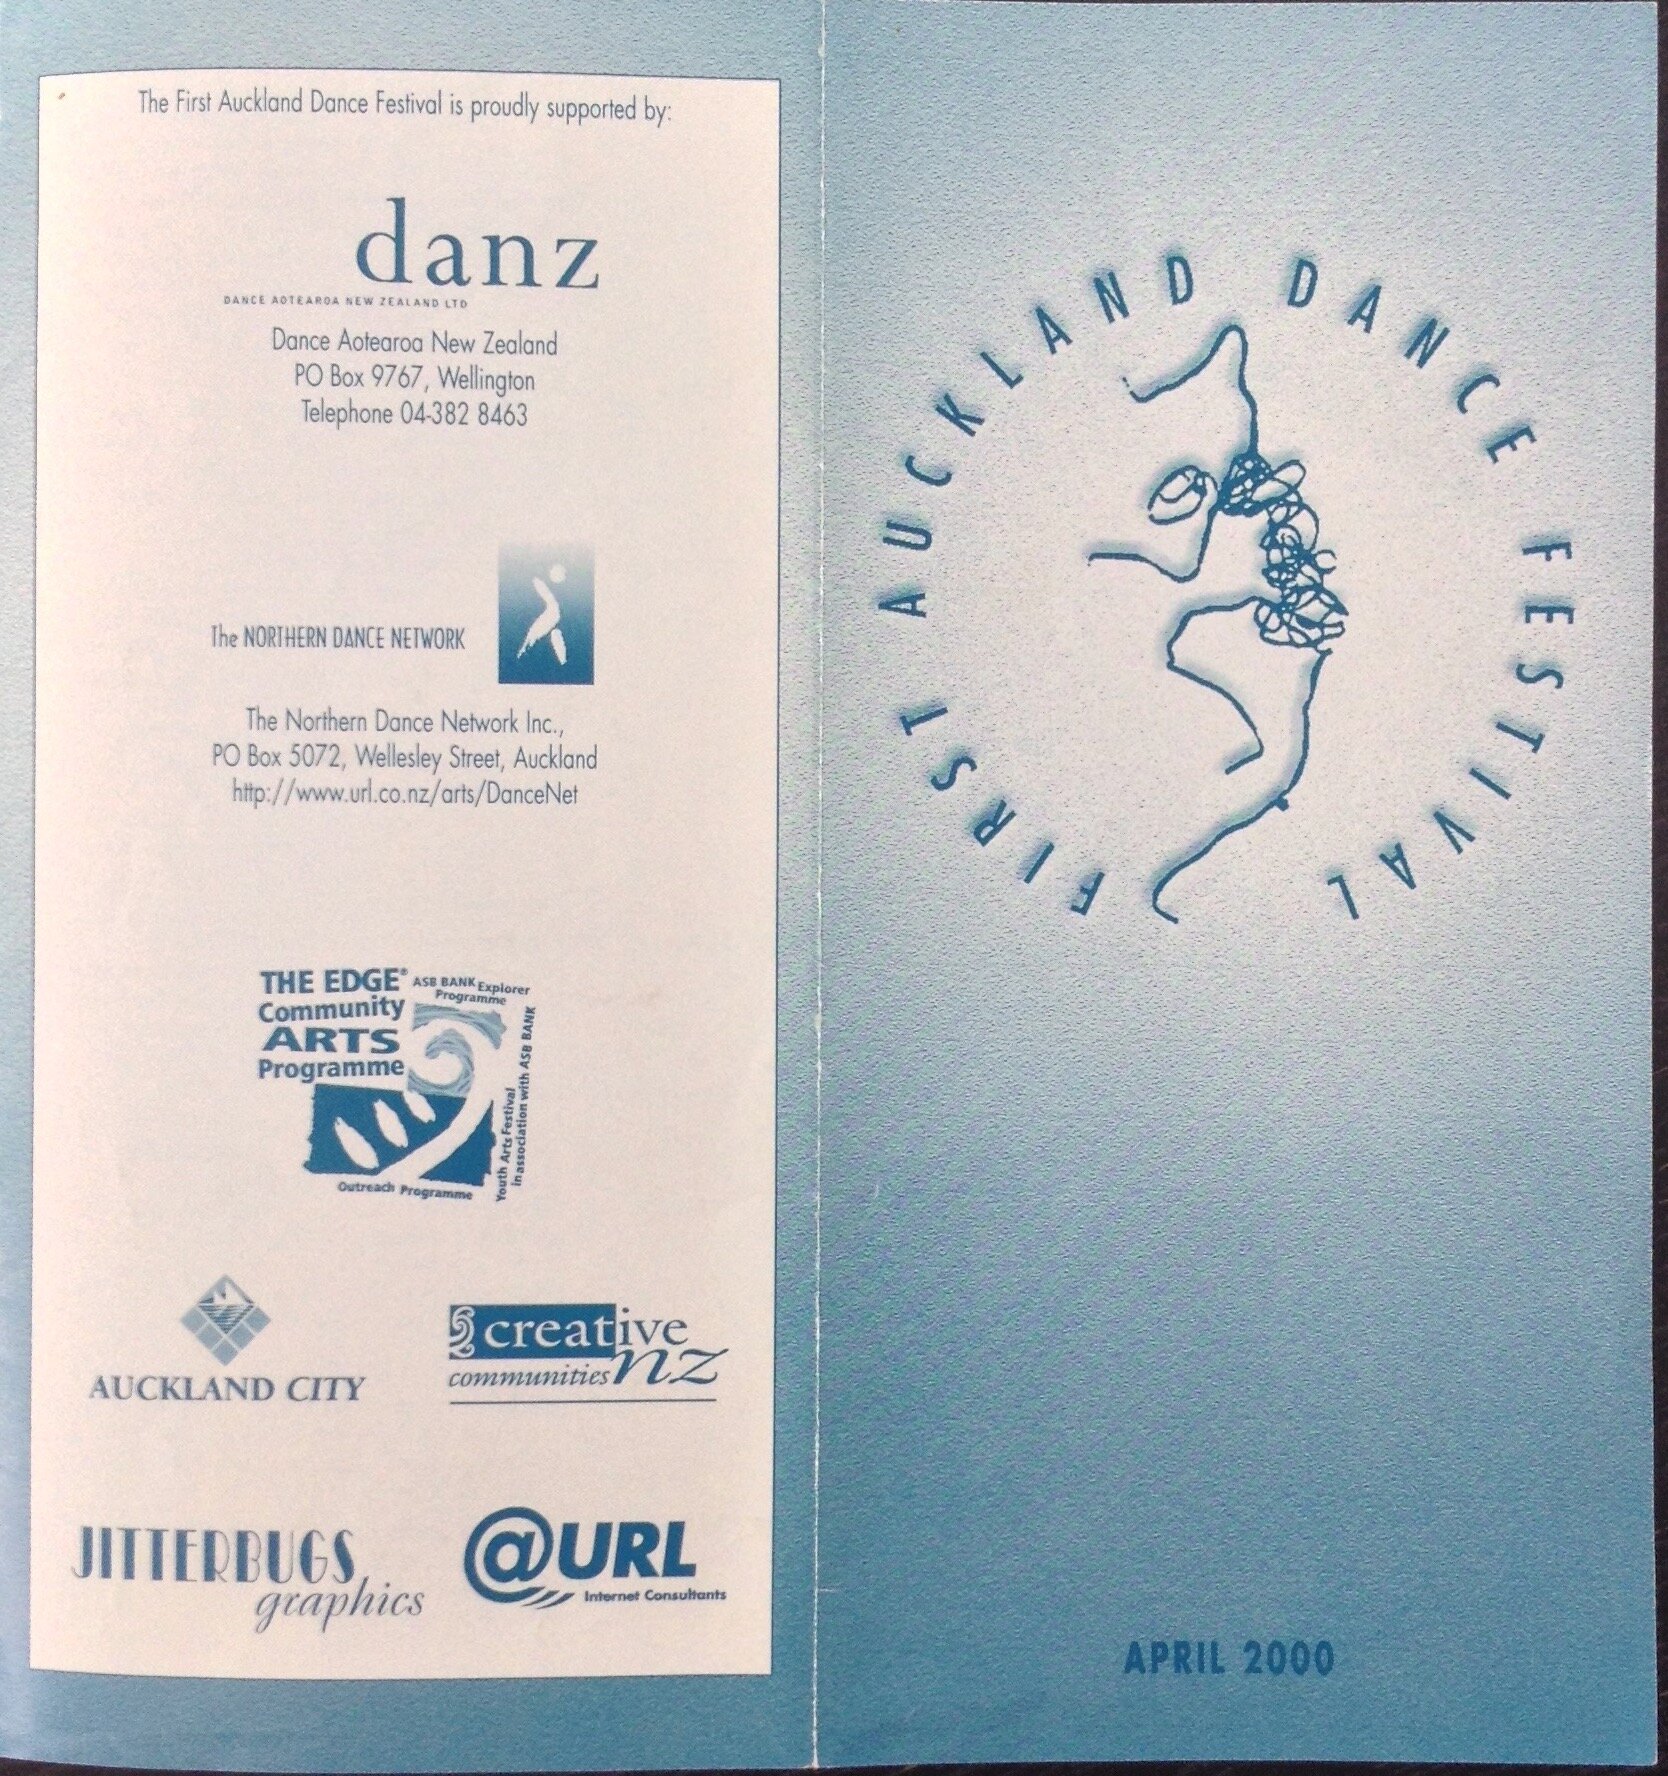 The First Auckland Dance Festival is proudly supported by:
danz
DANCE AOTEAROA NEW ZEALAND LTD
Dance Aotearoa New Zealand
PO Box 9767, Wellington
Telephone 04-382 8463
The NORTHERN DANCE NETWORK
The Northern Dance Network Inc.,
PO Box 5072, Wellesley Street, Auckland
http://www.url.co.nz/arts/DanceNet
THE EDGE®
Community
ARTS
Programme
ASB BANK Explorer
Programme
Youth Arts Festival
in association with ASB BANK
Outreach Programme
AUCKLAND CITY
creative
communities nz
JITTERBUGS
graphics
@URL
Internet Consultants
FIRST AUCKLAND DANCE FESTIVAL
APRIL 2000